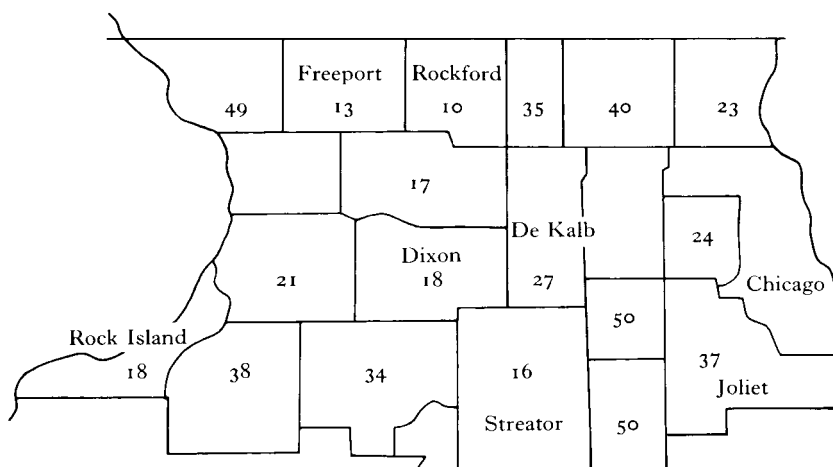 Freeport Rockford
49 13 10 35 40 23
17
De Kalb 24
Dixon
21 18 27 Chicago
50
Rock Island
18 38 34 16 37
Joliet
Streator 50